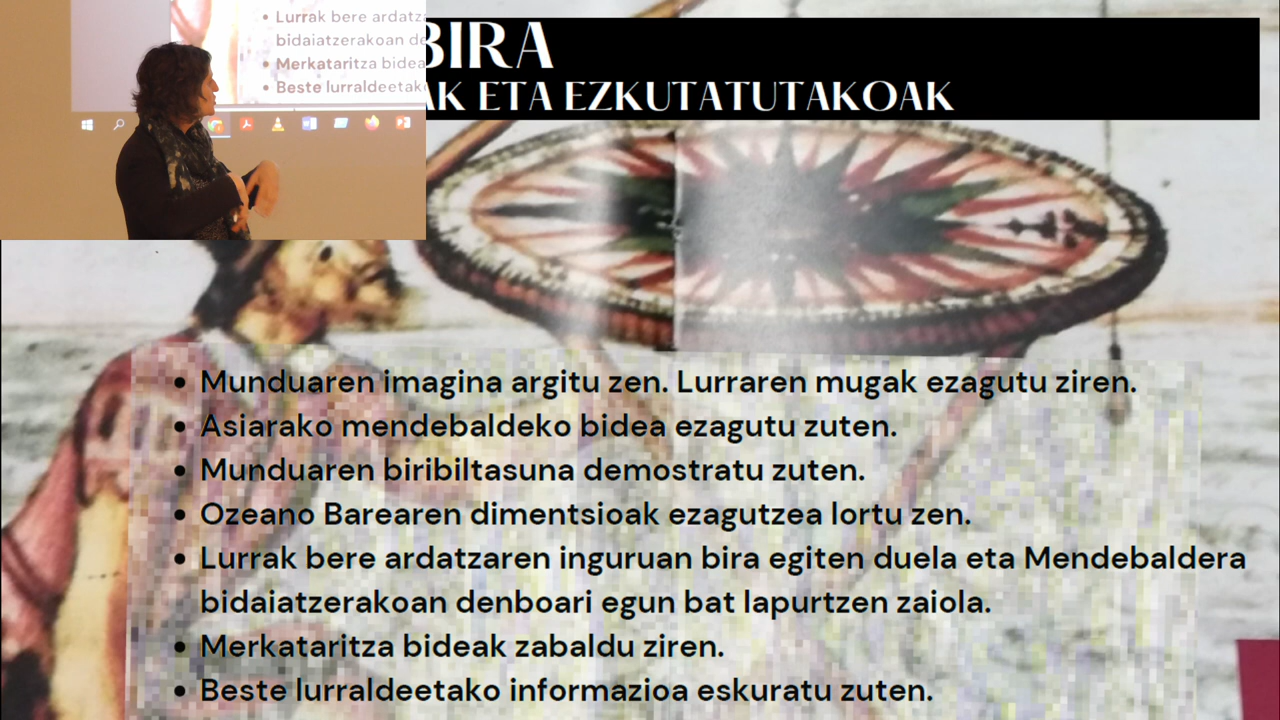 Lurrak bere ardatza
bidaiatzerakoan de
Merkataritza bidea
Beste lurraldeetako
BIRA
AK ETA EZKUTATUTAKOAK
• Munduaren imagina argitu zen. Lurraren mugak ezagutu ziren.
• Asiarako mendebaldeko bidea ezagutu zuten.
• Munduaren biribiltasuna demostratu zuten.
• Ozeano Barearen dimentsioak ezagutzea lortu zen.
• Lurrak bere ardatzaren inguruan bira egiten duela eta Mendebaldera
bidaiatzerakoan denboari egun bat lapurtzen zaiola.
• Merkataritza bideak zabaldu ziren.
• Beste lurraldeetako informazioa eskuratu zuten.